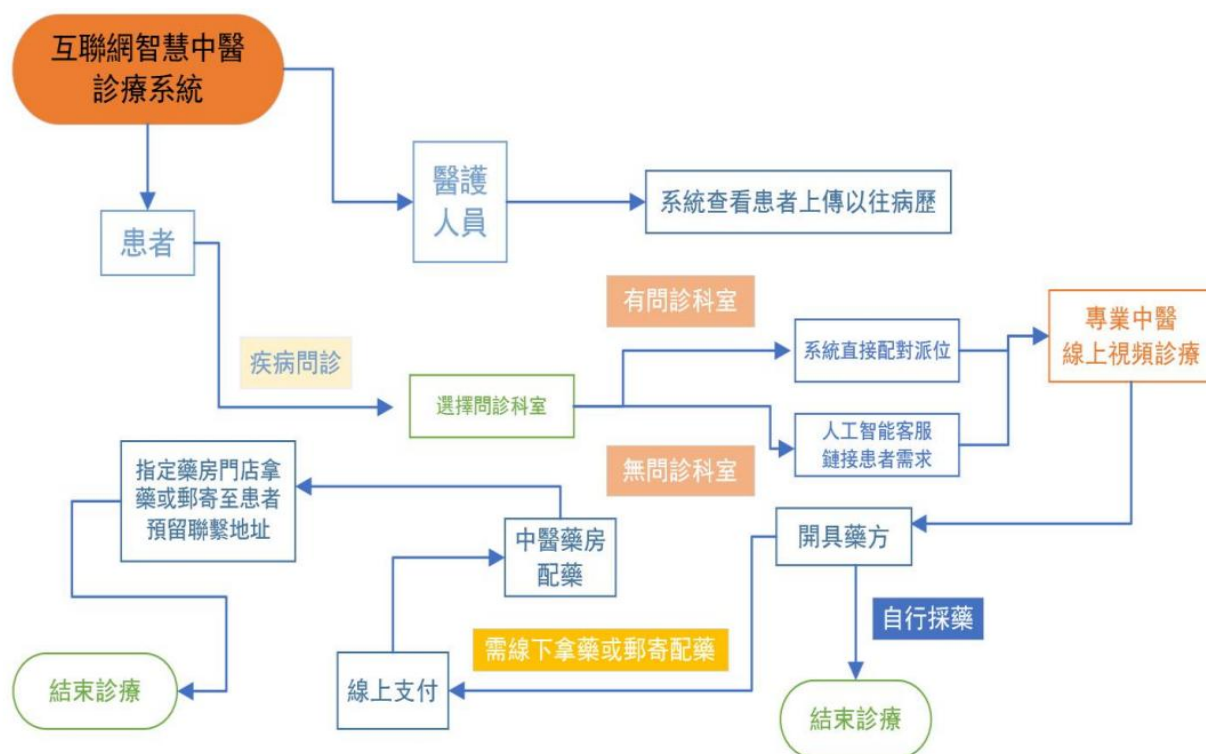 互聯網智慧中醫
診療系統
醫護
人員
系統查看患者上傳以往病歷
患者
有問診科室
專業中醫
線上視頻診療
系統直接配對派位
疾病問診
選擇問診科室
人工智能客服
鏈接患者需求
無問診科室
指定藥房門店拿
藥或郵寄至患者
預留聯繫地址
中醫藥房
配藥
開具藥方
自行採藥
需線下拿藥或郵寄配藥
線上支付
結束診療
結束診療